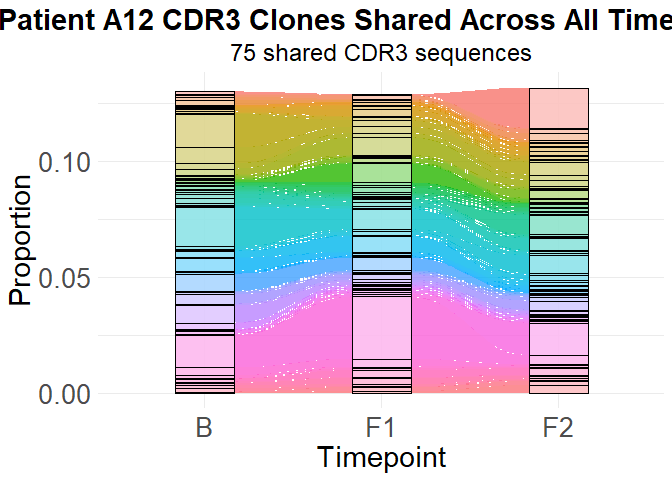 Patient A12 CDR3 Clones Shared Across All Time
75 shared CDR3 sequences
Proportion
0.10
0.05
0.00
B F1 F2
Timepoint